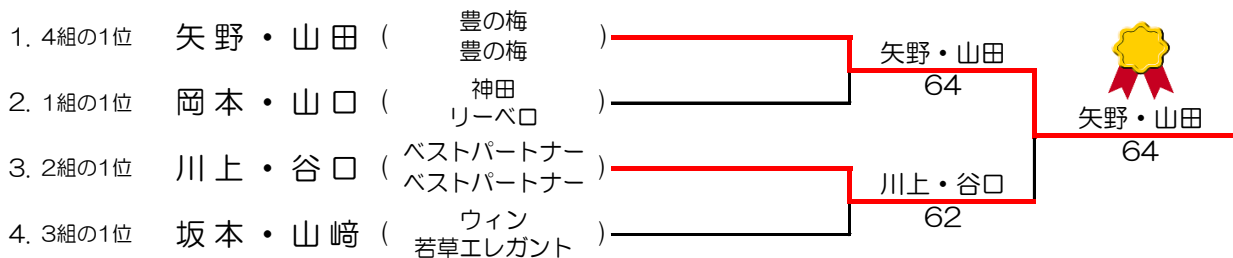 1. 4組の1位 矢野・山田 ( 豊の梅
豊の梅 )
矢野・山田
64
2. 1組の1位 岡本・山口 ( 神田
リーベロ )
矢野・山田
64
3. 2組の1位 川上・谷口 ( ベストパートナー
ベストパートナー )
川上・谷口
62
4. 3組の1位 坂本・山﨑 ( ウィン
若草エレガント )